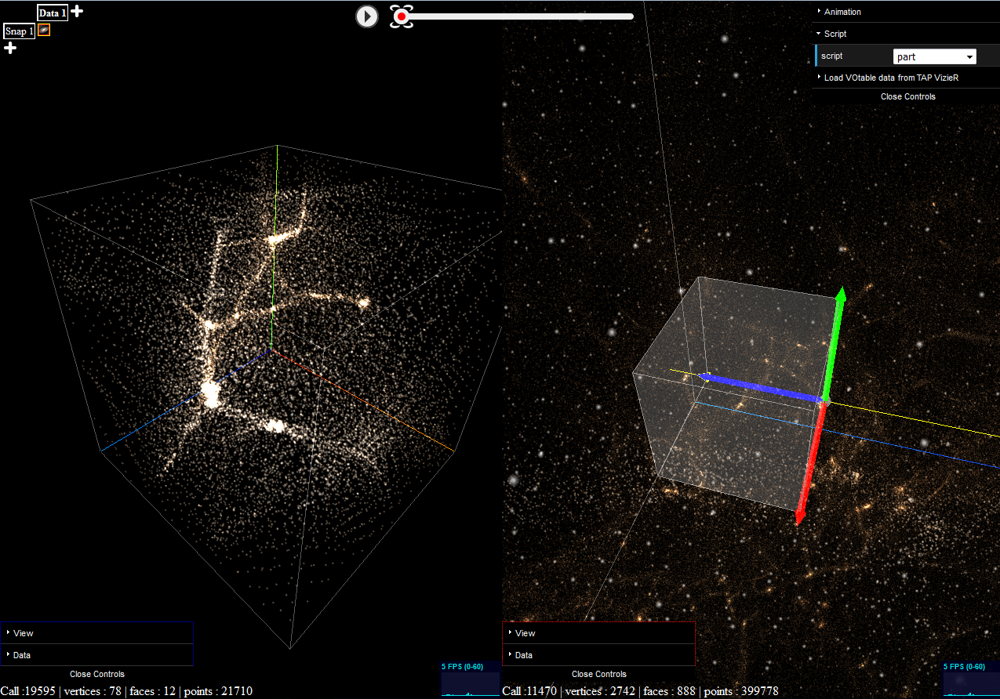 Data 1
Snap 1
Animation
Script
script
part
Load VOtable data from TAP VizieR
Close Controls
View
Data
Close Controls
5 FPS (0-60)
Call :19595 | vertices : 78 | faces : 12 | points : 21710
View
Data
Close Controls
5 FPS (0-60)
Call :11470 | vertices : 2742 | faces : 888 | points : 399778